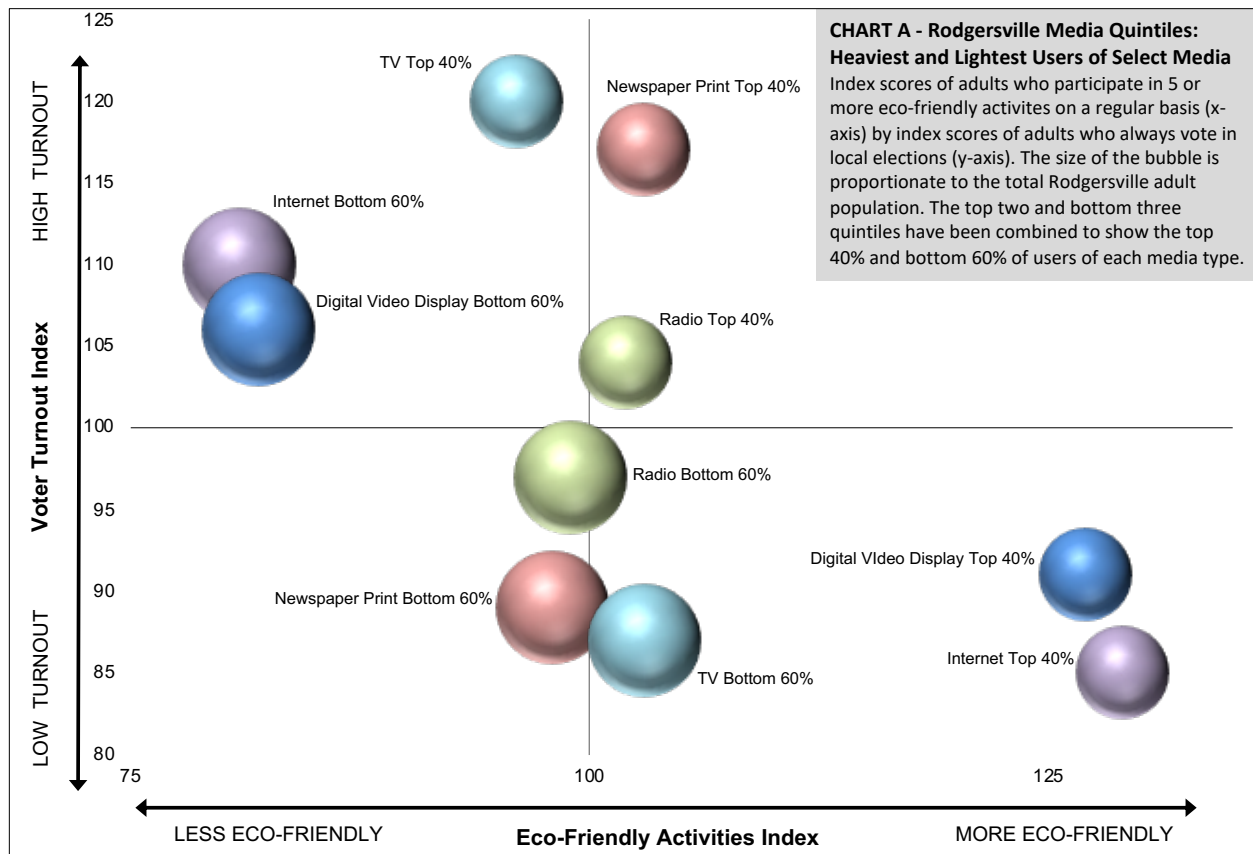 CHART A - Rodgersville Media Quintiles:
Heaviest and Lightest Users of Select Media
Index scores of adults who participate in 5 or
more eco-friendly activites on a regular basis (x-
axis) by index scores of adults who always vote in
local elections (y-axis). The size of the bubble is
proportionate to the total Rodgersville adult
population. The top two and bottom three
quintiles have been combined to show the top
40% and bottom 60% of users of each media type.
125
120
115
110
105
100
95
90
85
80
HIGH TURNOUT
Voter Turnout Index
LOW TURNOUT
TV Top 40%
Newspaper Print Top 40%
Internet Bottom 60%
Digital Video Display Bottom 60%
Radio Top 40%
Radio Bottom 60%
Digital VIdeo Display Top 40%
Newspaper Print Bottom 60%
Internet Top 40%
TV Bottom 60%
75
100
125
LESS ECO-FRIENDLY
Eco-Friendly Activities Index
MORE ECO-FRIENDLY